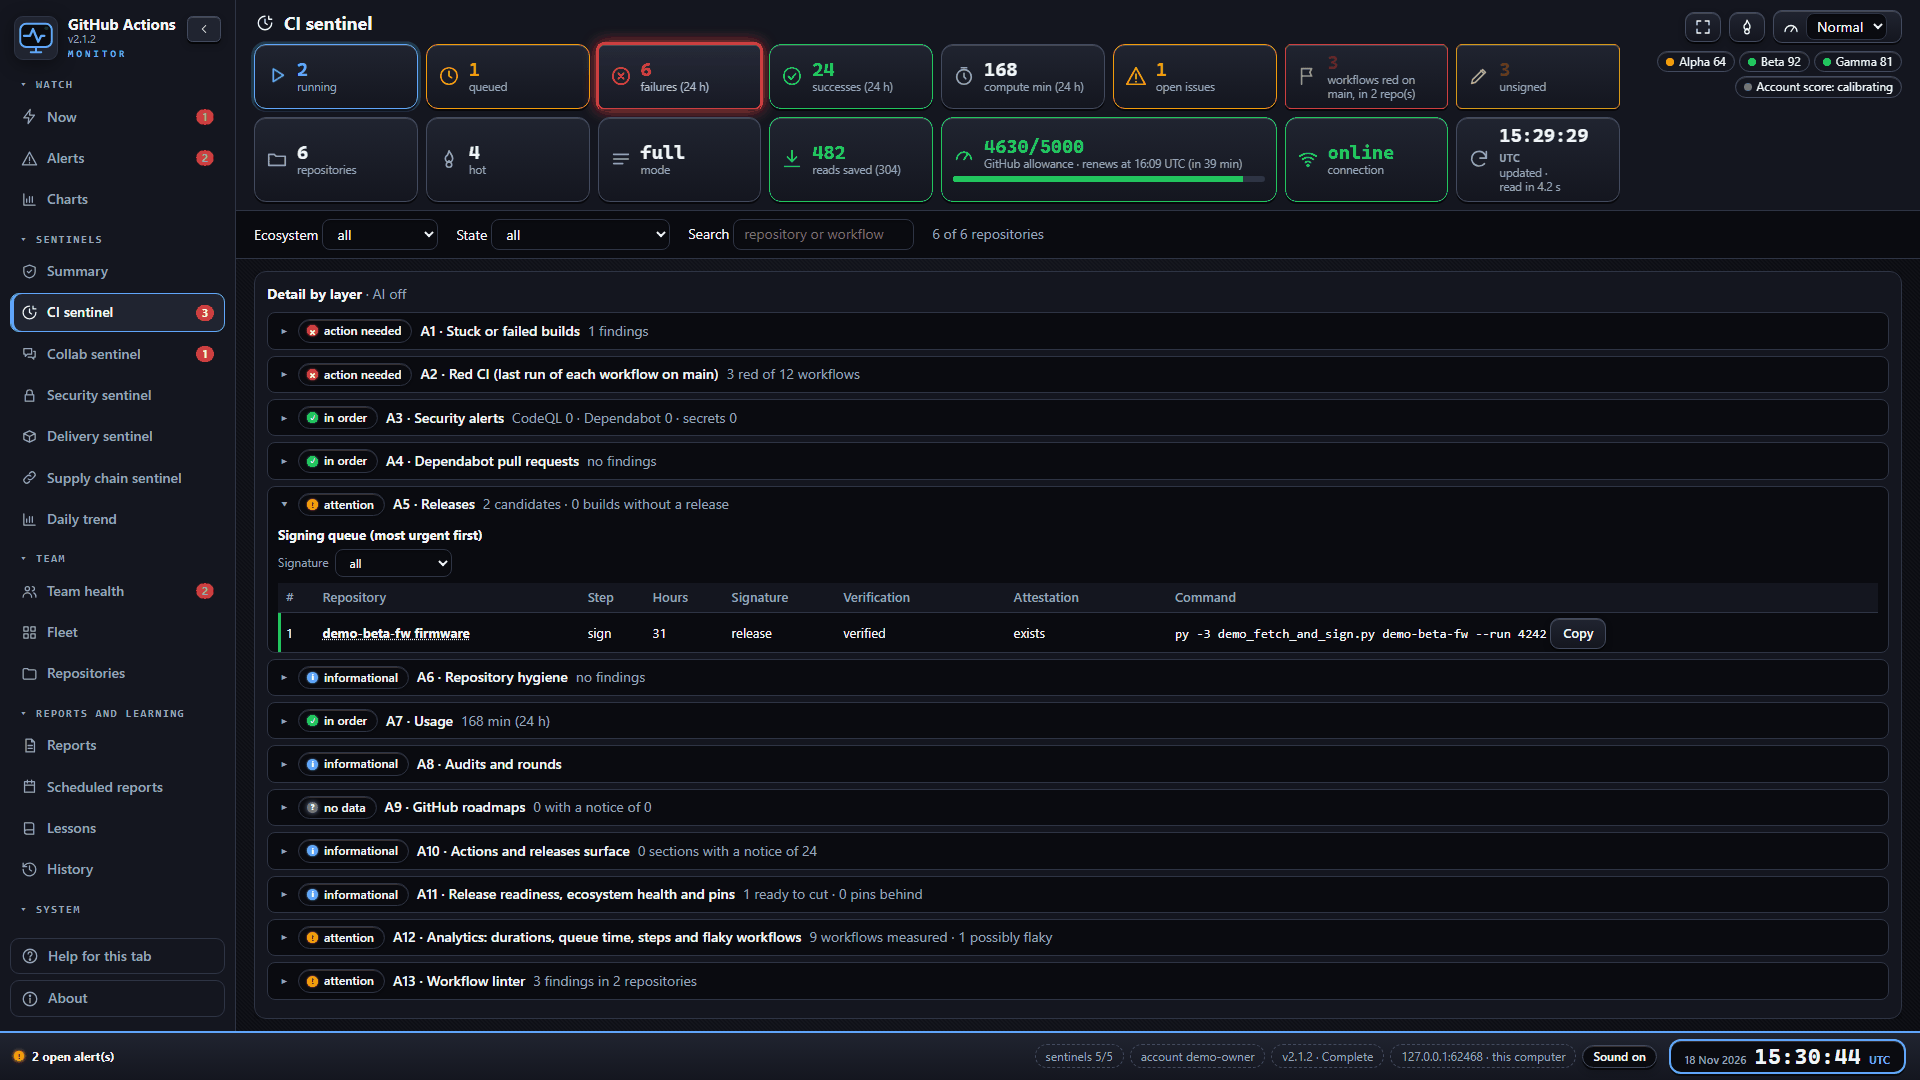 GitHub Actions
v2.1.2
MONITOR
WATCH
Now 1
Alerts 2
Charts
SENTINELS
Summary
CI sentinel 3
Collab sentinel 1
Security sentinel
Delivery sentinel
Supply chain sentinel
Daily trend
TEAM
Team health 2
Fleet
Repositories
REPORTS AND LEARNING
Reports
Scheduled reports
Lessons
History
SYSTEM
Help for this tab
About
CI sentinel
Normal
Alpha 64
Beta 92
Gamma 81
Account score: calibrating
2
running
1
queued
6
failures (24 h)
24
successes (24 h)
168
compute min (24 h)
1
open issues
3
workflows red on
main, in 2 repo(s)
3
unsigned
6
repositories
4
hot
full
mode
482
reads saved (304)
4630/5000
GitHub allowance · renews at 16:09 UTC (in 39 min)
online
connection
15:29:29
UTC
updated ·
read in 4.2 s
Ecosystem all State all Search repository or workflow 6 of 6 repositories
Detail by layer · AI off
action needed A1 · Stuck or failed builds 1 findings
action needed A2 · Red CI (last run of each workflow on main) 3 red of 12 workflows
in order A3 · Security alerts CodeQL 0 · Dependabot 0 · secrets 0
in order A4 · Dependabot pull requests no findings
attention A5 · Releases 2 candidates · 0 builds without a release
Signing queue (most urgent first)
Signature all
# Repository Step Hours Signature Verification Attestation Command
1 demo-beta-fw firmware sign 31 release verified exists py -3 demo_fetch_and_sign.py demo-beta-fw --run 4242 Copy
informational A6 · Repository hygiene no findings
in order A7 · Usage 168 min (24 h)
informational A8 · Audits and rounds
no data A9 · GitHub roadmaps 0 with a notice of 0
informational A10 · Actions and releases surface 0 sections with a notice of 24
informational A11 · Release readiness, ecosystem health and pins 1 ready to cut · 0 pins behind
attention A12 · Analytics: durations, queue time, steps and flaky workflows 9 workflows measured · 1 possibly flaky
attention A13 · Workflow linter 3 findings in 2 repositories
2 open alert(s)
sentinels 5/5
account demo-owner
v2.1.2 · Complete
127.0.0.1:62468 · this computer
Sound on
18 Nov 2026 15:30:44 UTC